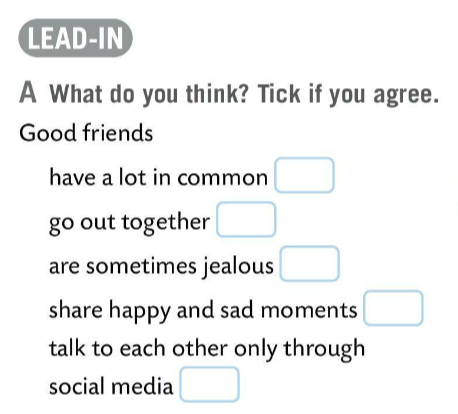 LEAD-IN
A What do you think? Tick if you agree.
Good friends
have a lot in common
go out together
are sometimes jealous
share happy and sad moments
talk to each other only through
social media